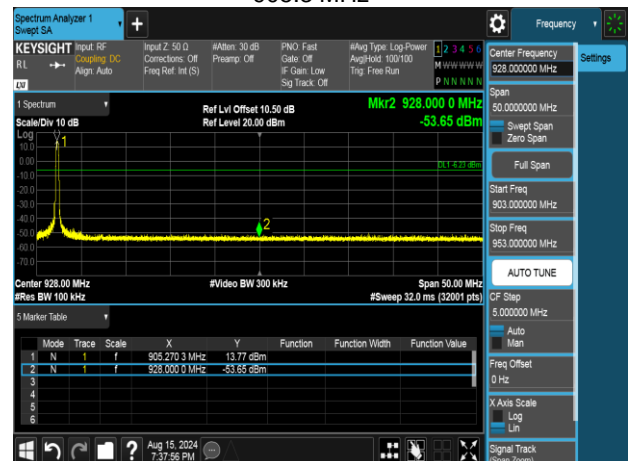 Spectrum Analyzer 1
Swept SA
Frequency
KEYSIGHT
RL
LXI
Input: RF
Coupling: DC
Align: Auto
Input Z: 50 Ω
Corrections: Off
Freq Ref: Int (S)
#Atten: 30 dB
Preamp: Off
PNO: Fast
Gate: Off
IF Gain: Low
Sig Track: Off
#Avg Type: Log-Power
Avg|Hold: 100/100
Trig: Free Run
1 2 3 4 5 6
M W W W W W
P N N N N N
Center Frequency
928.000000 MHz
Settings
Span
50.0000000 MHz
Swept Span
Zero Span
Full Span
Start Freq
903.000000 MHz
Stop Freq
953.000000 MHz
AUTO TUNE
CF Step
5.000000 MHz
Auto
Man
Freq Offset
0 Hz
X Axis Scale
Log
Lin
Signal Track
(Span Zoom)
1 Spectrum
Scale/Div 10 dB
Log
Ref Lvl Offset 10.50 dB
Ref Level 20.00 dBm
Mkr2 928.000 0 MHz
-53.65 dBm
1
10.0
0.00
DL1 -6.23 dBm
-10.0
-20.0
-30.0
-40.0
2
-50.0
-60.0
-70.0
Center 928.00 MHz
#Video BW 300 kHz
Span 50.00 MHz
#Res BW 100 kHz
#Sweep 32.0 ms (32001 pts)
5 Marker Table
Mode Trace Scale X Y Function Function Width Function Value
1 N 1 f 905.270 3 MHz 13.77 dBm
2 N 1 f 928.000 0 MHz -53.65 dBm
3
4
5
6
?
Aug 15, 2024
7:37:56 PM